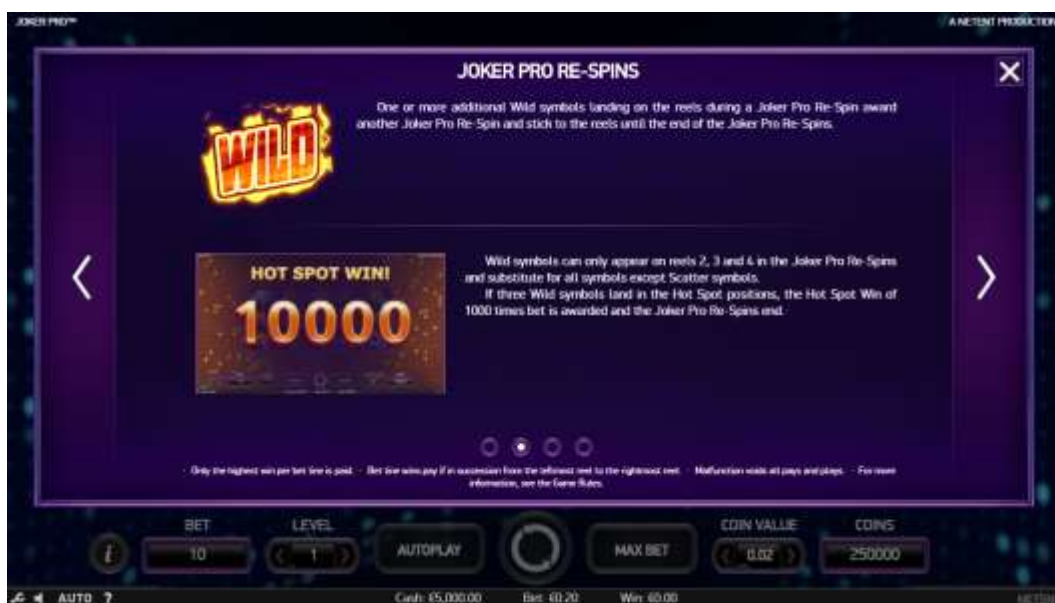 JOKER PRO™
A NETENT PRODUCTION
JOKER PRO RE-SPINS
One or more additional Wild symbols landing on the reels during a Joker Pro Re-Spin award
another Joker Pro Re-Spin and stick to the reels until the end of the Joker Pro Re-Spins.
WILD
Wild symbols can only appear on reels 2, 3 and 4 in the Joker Pro Re-Spins
and substitute for all symbols except Scatter symbols.
If three Wild symbols land in the Hot Spot positions, the Hot Spot Win of
1000 times bet is awarded and the Joker Pro Re-Spins end.
HOT SPOT WIN!
10000
· Only the highest win per bet line is paid. · Bet line wins pay if in succession from the leftmost reel to the rightmost reel. · Malfunction voids all pays and plays. · For more
information, see the Game Rules.
BET
LEVEL
COIN VALUE
COINS
10
1
AUTOPLAY
MAX BET
0.02
250000
AUTO ?
Cash: €5,000.00 Bet: €0.20 Win: €0.00
NETENT